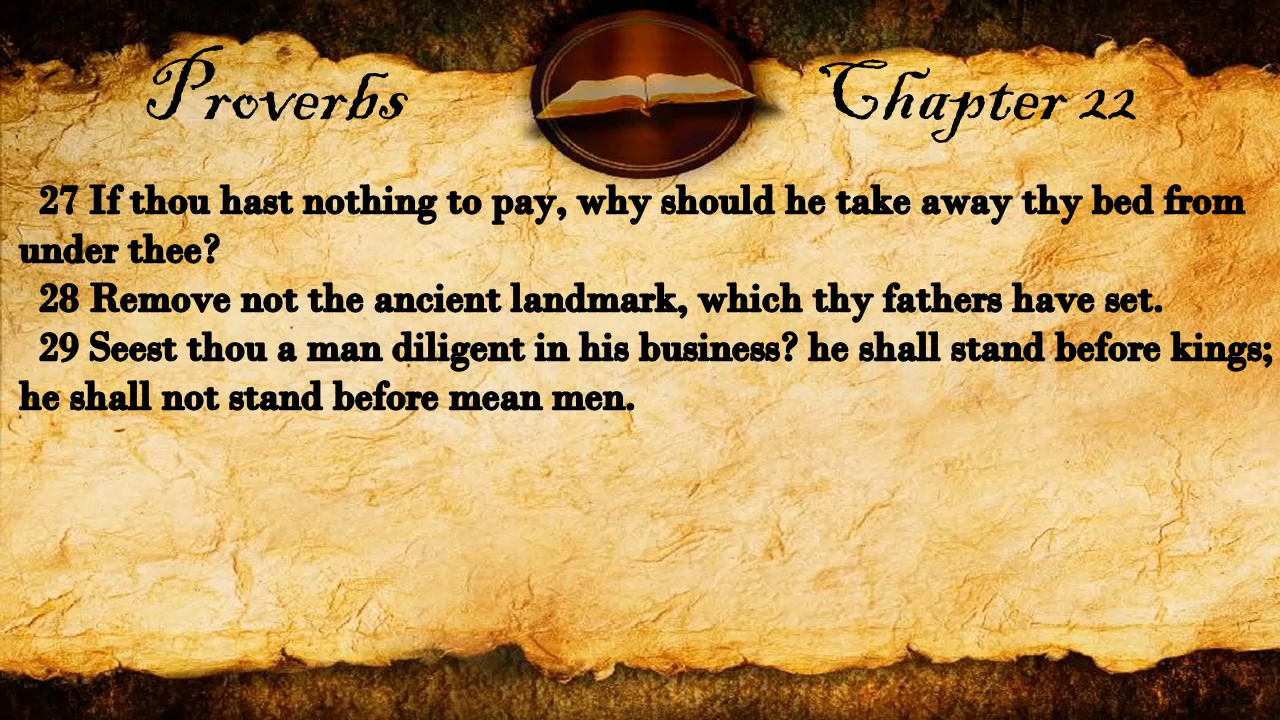 Proverbs Chapter 22
27 If thou hast nothing to pay, why should he take away thy bed from
under thee?
28 Remove not the ancient landmark, which thy fathers have set.
29 Seest thou a man diligent in his business? he shall stand before kings;
he shall not stand before mean men.